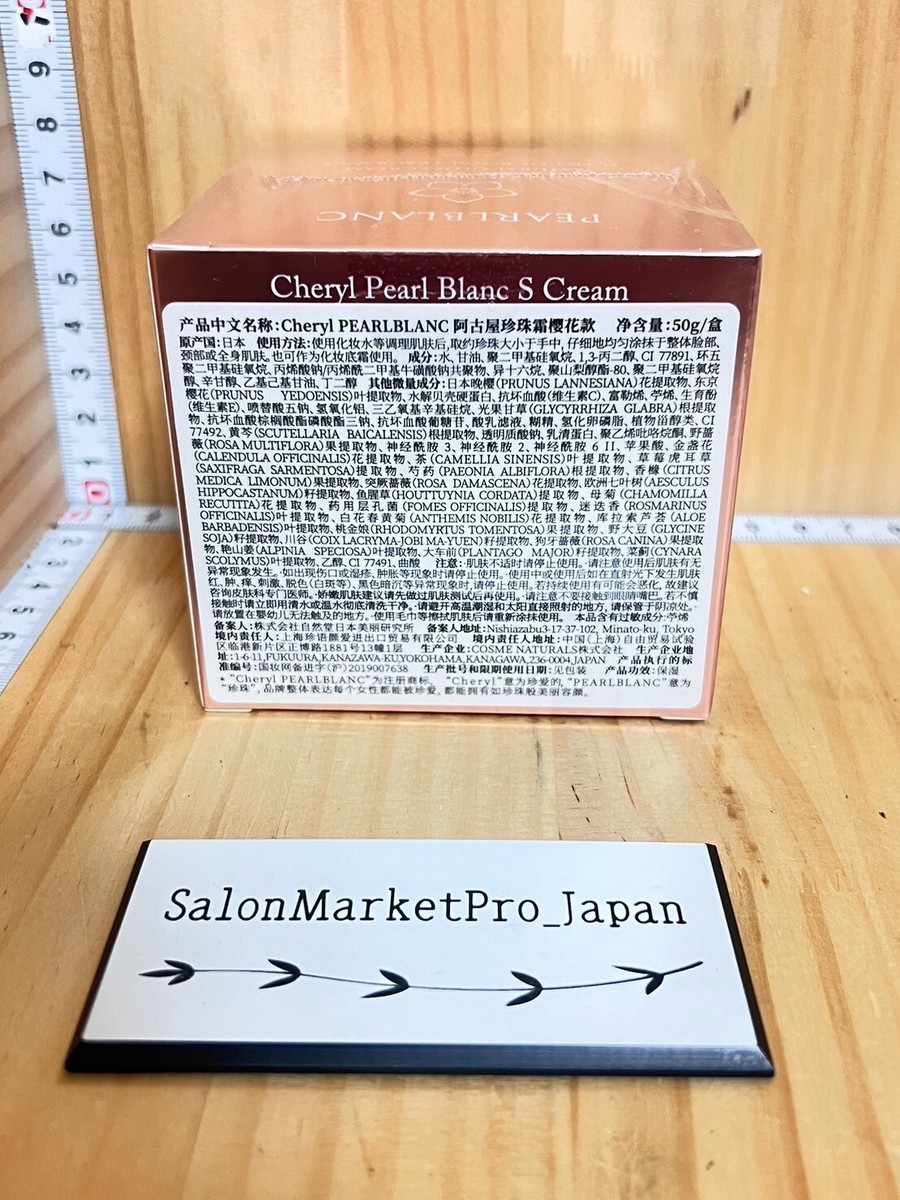 PEARLBLANC
Cheryl Pearl Blanc S Cream
产品中文名称:Cheryl PEARLBLANC 阿古屋珍珠霜樱花款 净含量:50g/盒
原产国:日本 使用方法:使用化妆水等调理肌肤后,取约珍珠大小于手中,仔细地均匀涂抹于整体脸部、
颈部或全身肌肤。也可作为化妆底霜使用。 成分:水、甘油、聚二甲基硅氧烷、1,3-丙二醇、CI 77891、环五
聚二甲基硅氧烷、丙烯酸钠/丙烯酰二甲基牛磺酸钠共聚物、异十六烷、聚山梨醇酯-80、聚二甲基硅氧烷
醇、辛甘醇、乙基己基甘油、丁二醇 其他微量成分:日本晚樱(PRUNUS LANNESIANA)花提取物、东京
樱花(PRUNUS YEDOENSIS)叶提取物、水解贝壳硬蛋白、抗坏血酸(维生素C)、富勒烯、苧烯、生育酚
(维生素E)、喷替酸五钠、氢氧化铝、三乙氧基辛基硅烷、光果甘草(GLYCYRRHIZA GLABRA)根提取
物、抗坏血酸棕榈酸酯磷酸酯三钠、抗坏血酸葡糖苷、酸乳滤液、糊精、氢化卵磷脂、植物甾醇类、CI
77492、黄芩(SCUTELLARIA BAICALENSIS)根提取物、透明质酸钠、乳清蛋白、聚乙烯吡咯烷酮、野蔷
薇(ROSA MULTIFLORA)果提取物、神经酰胺 3、神经酰胺 2、神经酰胺 6 II、苹果酸、金盏花
(CALENDULA OFFICINALIS)花提取物、茶(CAMELLIA SINENSIS)叶提取物、草莓虎耳草
(SAXIFRAGA SARMENTOSA)提取物、芍药(PAEONIA ALBIFLORA)根提取物、香橼(CITRUS
MEDICA LIMONUM)果提取物、突厥蔷薇(ROSA DAMASCENA)花提取物、欧洲七叶树(AESCULUS
HIPPOCASTANUM)籽提取物、鱼腥草(HOUTTUYNIA CORDATA)提取物、母菊(CHAMOMILLA
RECUTITA)花提取物、药用层孔菌(FOMES OFFICINALIS)提取物、迷迭香(ROSMARINUS
OFFICINALIS)叶提取物、白花春黄菊(ANTHEMIS NOBILIS)花提取物、库拉索芦荟(ALOE
BARBADENSIS)叶提取物、桃金娘(RHODOMYRTUS TOMENTOSA)果提取物、野大豆(GLYCINE
SOJA)籽提取物、川谷(COIX LACRYMA-JOBI MA-YUEN)籽提取物、狗牙蔷薇(ROSA CANINA)果提取
物、艳山姜(ALPINIA SPECIOSA)叶提取物、大车前(PLANTAGO MAJOR)籽提取物、菜蓟(CYNARA
SCOLYMUS)叶提取物、乙醇、CI 77491、曲酸 注意:·肌肤不适时请停止使用。·请注意使用后肌肤有无
异常现象发生。·如出现伤口或湿疹、肿胀等现象时请停止使用。·使用中或使用后如在直射光下发生肌肤
红、肿、痒、刺激、脱色(白斑等)、黑色暗沉等异常现象时,请停止使用。若持续使用有可能会恶化,故建议
咨询皮肤科专门医师。·娇嫩肌肤建议请先做过肌肤测试后再使用。·请注意不要接触到眼睛嘴巴。若不慎
接触时请立即用清水或温水彻底清洗干净。·请避开高温潮湿和太阳直接照射的地方,请保管于阴凉处。·
请放置在婴幼儿无法触及的地方。·使用毛巾等擦拭肌肤后请重新涂抹使用。 本品含有过敏成分:苧烯
备案人:株式会社自然堂日本美丽研究所 备案人地址:Nishiazabu3-17-37-102, Minato-ku, Tokyo
境内责任人:上海珍语颜爱进出口贸易有限公司 境内责任人地址:中国(上海)自由贸易试验
区临港新片区正博路1881号13幢1层 生产企业:COSME NATURALS株式会社 生产企业地
址:1-6-11,FUKUURA,KANAZAWA-KUYOKOHAMA,KANAGAWA,236-0004,JAPAN 产品执行的标
准编号:国妆网备进字(沪)2019007638 生产批号和限期使用日期:见包装 产品功效:保湿
*"Cheryl PEARLBLANC"为注册商标。 "Cheryl"意为珍爱的,"PEARLBLANC"意为
"珍珠",品牌整体表达每个女性都能被珍爱,都能拥有如珍珠般美丽容颜。
SalonMarketPro_Japan
9
8
7
6
5
4
3
2
1
0